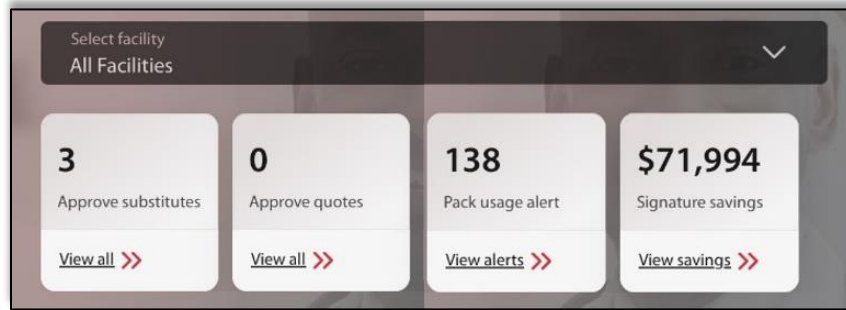 Select facility
All Facilities
3
Approve substitutes
View all
0
Approve quotes
View all
138
Pack usage alert
View alerts
$71,994
Signature savings
View savings